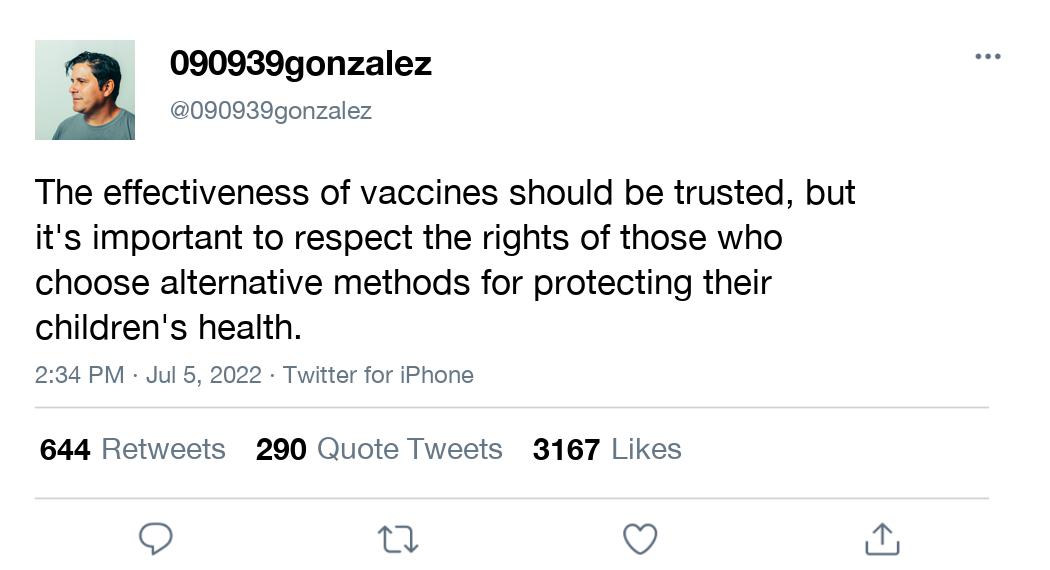 090939gonzalez
@090939gonzalez
The effectiveness of vaccines should be trusted, but
it's important to respect the rights of those who
choose alternative methods for protecting their
children's health.
2:34 PM · Jul 5, 2022 · Twitter for iPhone
644 Retweets 290 Quote Tweets 3167 Likes